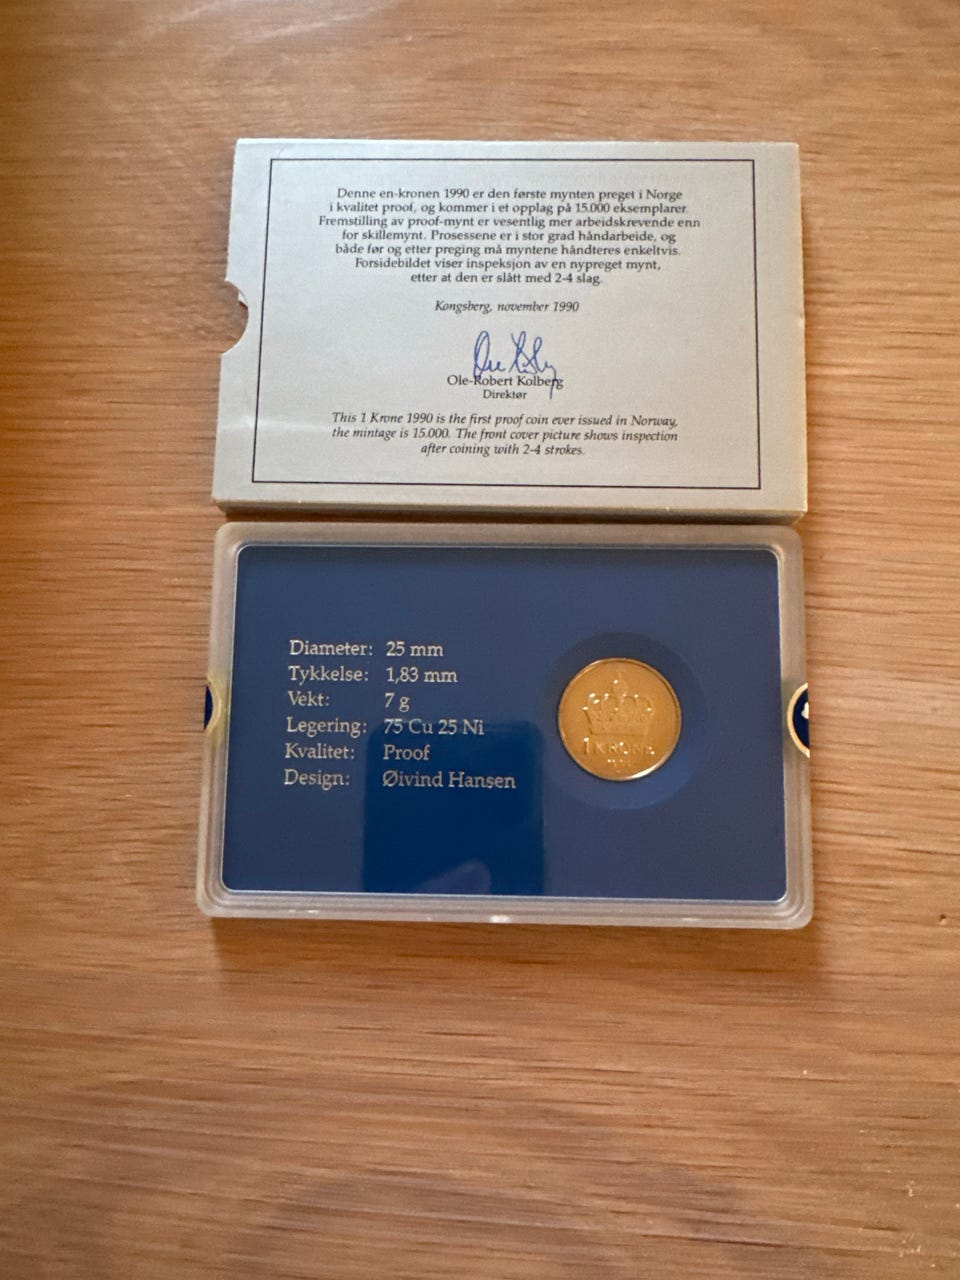 Denne en-kronen 1990 er den første mynten preget i Norge
i kvalitet proof, og kommer i et opplag på 15.000 eksemplarer.
Fremstilling av proof-mynt er vesentlig mer arbeidskrevende enn
for skillemynt. Prosessene er i stor grad håndarbeide, og
både før og etter preging må myntene håndteres enkeltvis.
Forsidebildet viser inspeksjon av en nypreget mynt,
etter at den er slått med 2-4 slag.
Kongsberg, november 1990
Ole-Robert Kolberg
Direktør
This 1 Krone 1990 is the first proof coin ever issued in Norway,
the mintage is 15.000. The front cover picture shows inspection
after coining with 2-4 strokes.
Diameter: 25 mm
Tykkelse: 1,83 mm
Vekt: 7 g
Legering: 75 Cu 25 Ni
Kvalitet: Proof
Design: Øivind Hansen
1 KRONE